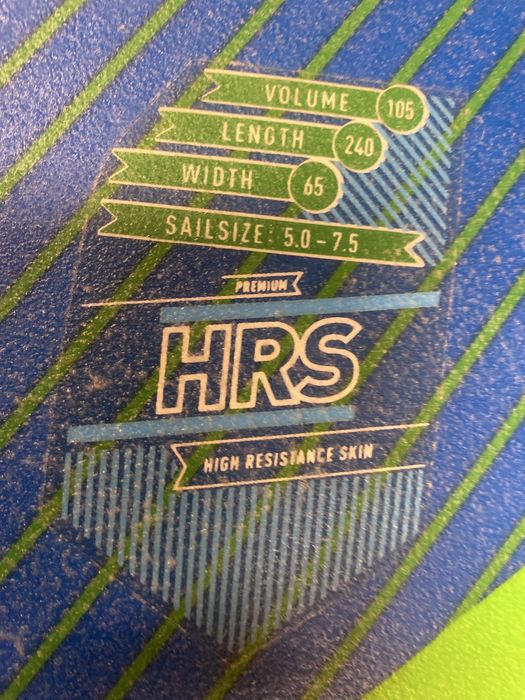 VOLUME 105
LENGTH 240
WIDTH 65
SAILSIZE: 5.0 - 7.5
PREMIUM
HRS
HIGH RESISTANCE SKIN